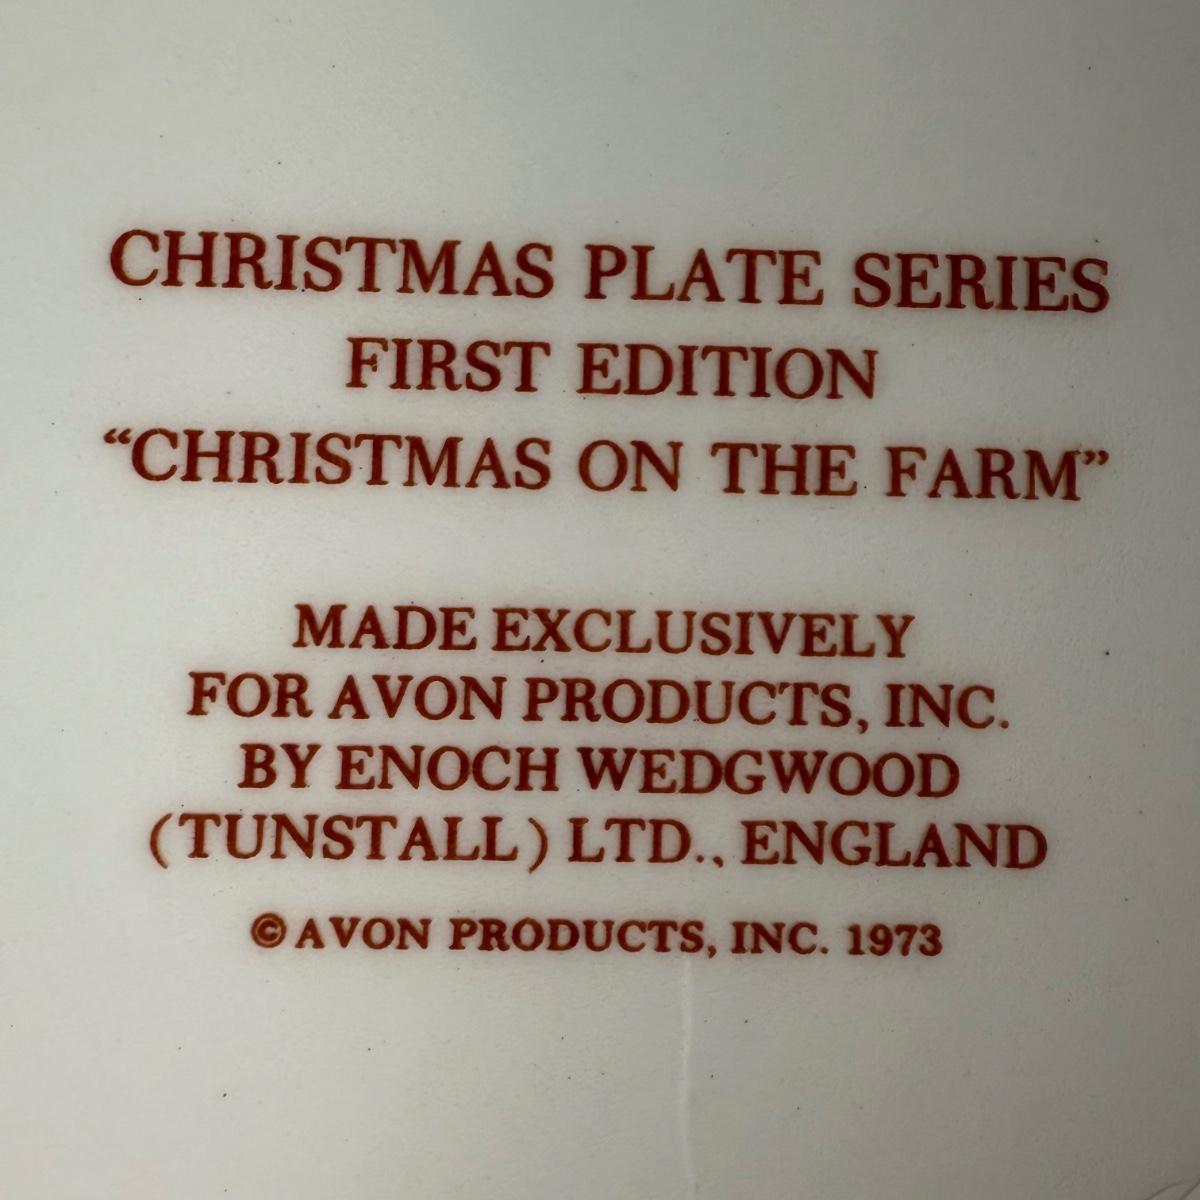 CHRISTMAS PLATE SERIES
FIRST EDITION
“CHRISTMAS ON THE FARM”
MADE EXCLUSIVELY
FOR AVON PRODUCTS, INC.
BY ENOCH WEDGWOOD
(TUNSTALL) LTD., ENGLAND
© AVON PRODUCTS, INC. 1973